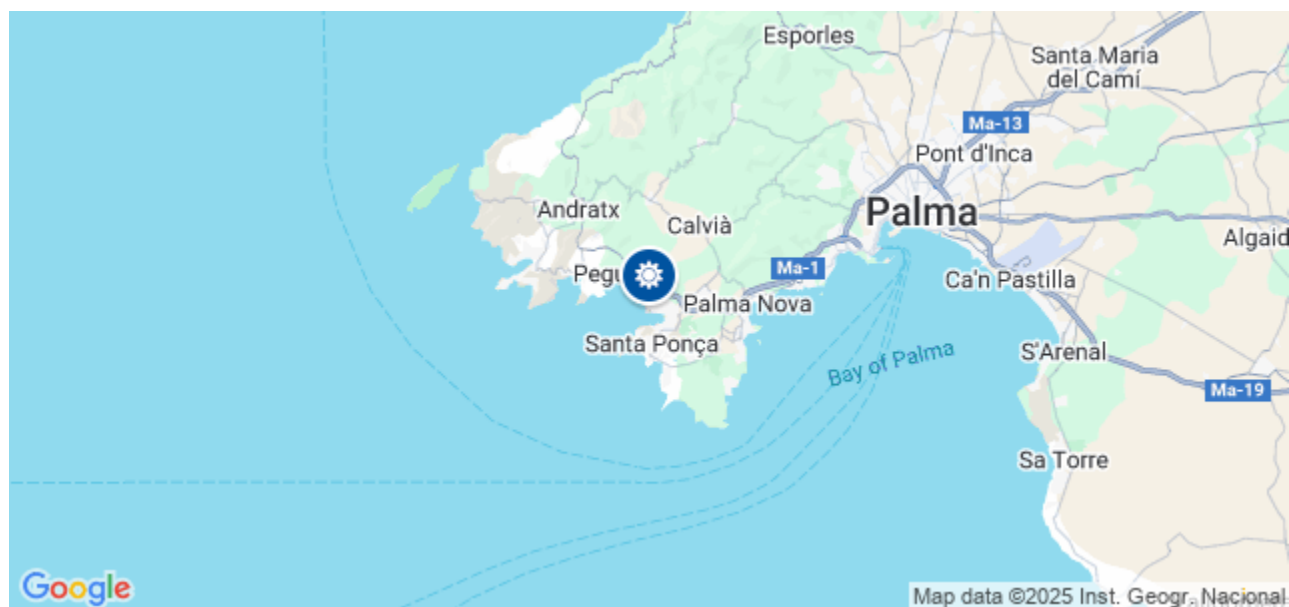 Esporles
Santa Maria
del Camí
Ma-13
Pont d'Inca
Andratx
Palma
Calvià
Algaid
Ma-1
Ca'n Pastilla
Palma Nova
Santa Ponça
S'Arenal
Bay of Palma
Ma-19
Sa Torre
Google
Map data ©2025 Inst. Geogr. Nacional